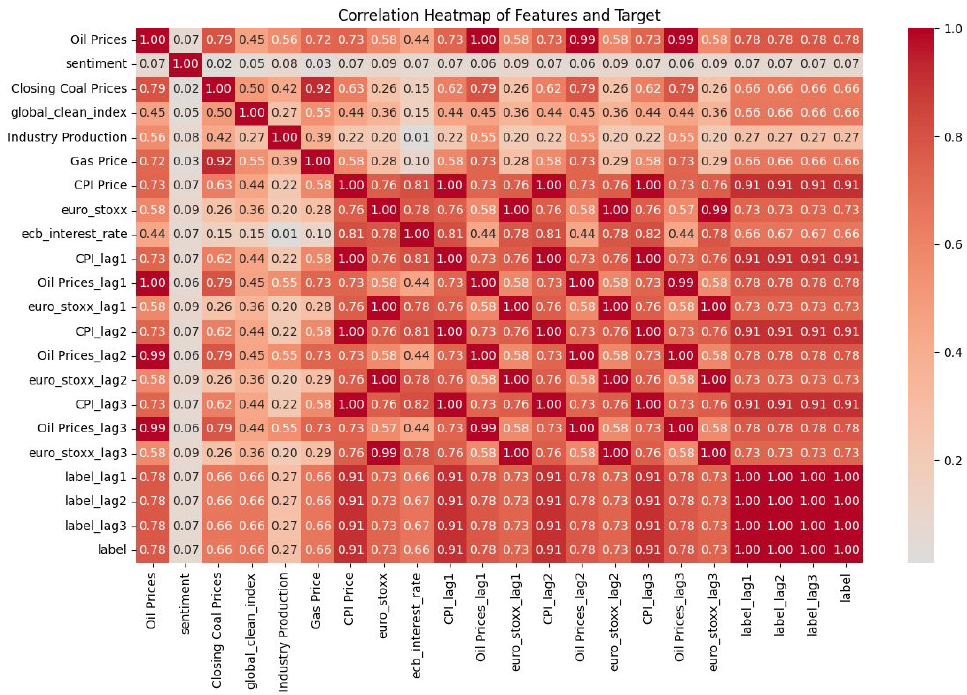 Correlation Heatmap of Features and Target
Oil Prices 1.00 0.07 0.79 0.45 0.56 0.72 0.73 0.58 0.44 0.73 1.00 0.58 0.73 0.99 0.58 0.73 0.99 0.58 0.78 0.78 0.78 0.78
sentiment 0.07 1.00 0.02 0.05 0.08 0.03 0.07 0.09 0.07 0.07 0.06 0.09 0.07 0.06 0.09 0.07 0.06 0.09 0.07 0.07 0.07 0.07
Closing Coal Prices 0.79 0.02 1.00 0.50 0.42 0.92 0.63 0.26 0.15 0.62 0.79 0.26 0.62 0.79 0.26 0.62 0.79 0.26 0.66 0.66 0.66 0.66
global_clean_index 0.45 0.05 0.50 1.00 0.27 0.55 0.44 0.36 0.15 0.44 0.45 0.36 0.44 0.45 0.36 0.44 0.44 0.36 0.66 0.66 0.66 0.66
Industry Production 0.56 0.08 0.42 0.27 1.00 0.39 0.22 0.20 0.01 0.22 0.55 0.20 0.22 0.55 0.20 0.22 0.55 0.20 0.27 0.27 0.27 0.27
Gas Price 0.72 0.03 0.92 0.55 0.39 1.00 0.58 0.28 0.10 0.58 0.73 0.28 0.58 0.73 0.29 0.58 0.73 0.29 0.66 0.66 0.66 0.66
CPI Price 0.73 0.07 0.63 0.44 0.22 0.58 1.00 0.76 0.81 1.00 0.73 0.76 1.00 0.73 0.76 1.00 0.73 0.76 0.91 0.91 0.91 0.91
euro_stoxx 0.58 0.09 0.26 0.36 0.20 0.28 0.76 1.00 0.78 0.76 0.58 1.00 0.76 0.58 1.00 0.76 0.57 0.99 0.73 0.73 0.73 0.73
ecb_interest_rate 0.44 0.07 0.15 0.15 0.01 0.10 0.81 0.78 1.00 0.81 0.44 0.78 0.81 0.44 0.78 0.82 0.44 0.78 0.66 0.67 0.67 0.66
CPI_lag1 0.73 0.07 0.62 0.44 0.22 0.58 1.00 0.76 0.81 1.00 0.73 0.76 1.00 0.73 0.76 1.00 0.73 0.76 0.91 0.91 0.91 0.91
Oil Prices_lag1 1.00 0.06 0.79 0.45 0.55 0.73 0.73 0.58 0.44 0.73 1.00 0.58 0.73 1.00 0.58 0.73 0.99 0.58 0.78 0.78 0.78 0.78
euro_stoxx_lag1 0.58 0.09 0.26 0.36 0.20 0.28 0.76 1.00 0.78 0.76 0.58 1.00 0.76 0.58 1.00 0.76 0.58 1.00 0.73 0.73 0.73 0.73
CPI_lag2 0.73 0.07 0.62 0.44 0.22 0.58 1.00 0.76 0.81 1.00 0.73 0.76 1.00 0.73 0.76 1.00 0.73 0.76 0.91 0.91 0.91 0.91
Oil Prices_lag2 0.99 0.06 0.79 0.45 0.55 0.73 0.73 0.58 0.44 0.73 1.00 0.58 0.73 1.00 0.58 0.73 1.00 0.58 0.78 0.78 0.78 0.78
euro_stoxx_lag2 0.58 0.09 0.26 0.36 0.20 0.29 0.76 1.00 0.78 0.76 0.58 1.00 0.76 0.58 1.00 0.76 0.58 1.00 0.73 0.73 0.73 0.73
CPI_lag3 0.73 0.07 0.62 0.44 0.22 0.58 1.00 0.76 0.82 1.00 0.73 0.76 1.00 0.73 0.76 1.00 0.73 0.76 0.91 0.91 0.91 0.91
Oil Prices_lag3 0.99 0.06 0.79 0.44 0.55 0.73 0.73 0.57 0.44 0.73 0.99 0.58 0.73 1.00 0.58 0.73 1.00 0.58 0.78 0.78 0.78 0.78
euro_stoxx_lag3 0.58 0.09 0.26 0.36 0.20 0.29 0.76 0.99 0.78 0.76 0.58 1.00 0.76 0.58 1.00 0.76 0.58 1.00 0.73 0.73 0.73 0.73
label_lag1 0.78 0.07 0.66 0.66 0.27 0.66 0.91 0.73 0.66 0.91 0.78 0.73 0.91 0.78 0.73 0.91 0.78 0.73 1.00 1.00 1.00 1.00
label_lag2 0.78 0.07 0.66 0.66 0.27 0.66 0.91 0.73 0.67 0.91 0.78 0.73 0.91 0.78 0.73 0.91 0.78 0.73 1.00 1.00 1.00 1.00
label_lag3 0.78 0.07 0.66 0.66 0.27 0.66 0.91 0.73 0.67 0.91 0.78 0.73 0.91 0.78 0.73 0.91 0.78 0.73 1.00 1.00 1.00 1.00
label 0.78 0.07 0.66 0.66 0.27 0.66 0.91 0.73 0.66 0.91 0.78 0.73 0.91 0.78 0.73 0.91 0.78 0.73 1.00 1.00 1.00 1.00
Oil Prices
sentiment
Closing Coal Prices
global_clean_index
Industry Production
Gas Price
CPI Price
euro_stoxx
ecb_interest_rate
CPI_lag1
Oil Prices_lag1
euro_stoxx_lag1
CPI_lag2
Oil Prices_lag2
euro_stoxx_lag2
CPI_lag3
Oil Prices_lag3
euro_stoxx_lag3
label_lag1
label_lag2
label_lag3
label
1.0
0.8
0.6
0.4
0.2